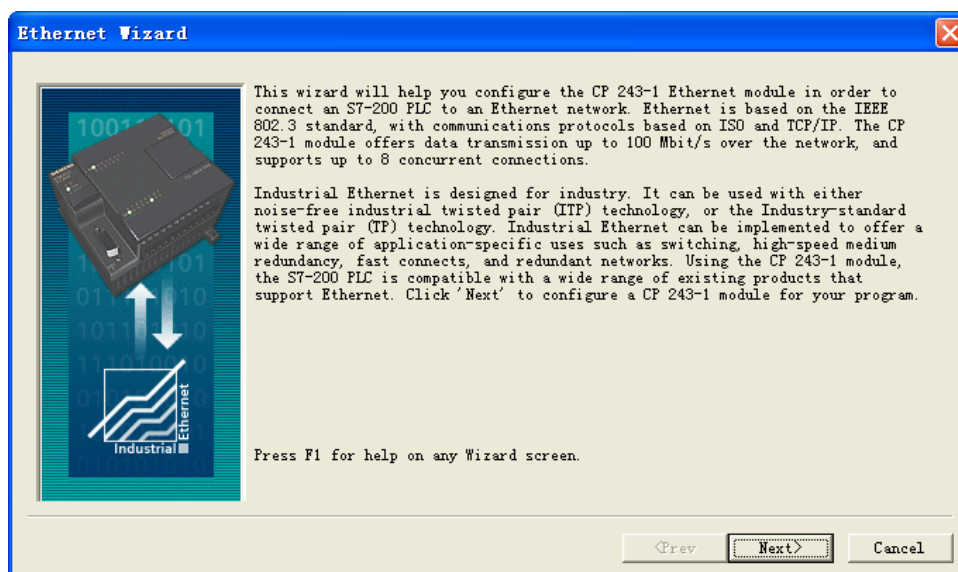 Ethernet Wizard
This wizard will help you configure the CP 243-1 Ethernet module in order to
connect an S7-200 PLC to an Ethernet network. Ethernet is based on the IEEE
802.3 standard, with communications protocols based on ISO and TCP/IP. The CP
243-1 module offers data transmission up to 100 Mbit/s over the network, and
supports up to 8 concurrent connections.
Industrial Ethernet is designed for industry. It can be used with either
noise-free industrial twisted pair (ITP) technology, or the Industry-standard
twisted pair (TP) technology. Industrial Ethernet can be implemented to offer a
wide range of application-specific uses such as switching, high-speed medium
redundancy, fast connects, and redundant networks. Using the CP 243-1 module,
the S7-200 PLC is compatible with a wide range of existing products that
support Ethernet. Click 'Next' to configure a CP 243-1 module for your program.
Industrial
Ethernet
Press F1 for help on any Wizard screen.
<Prev
Next>
Cancel